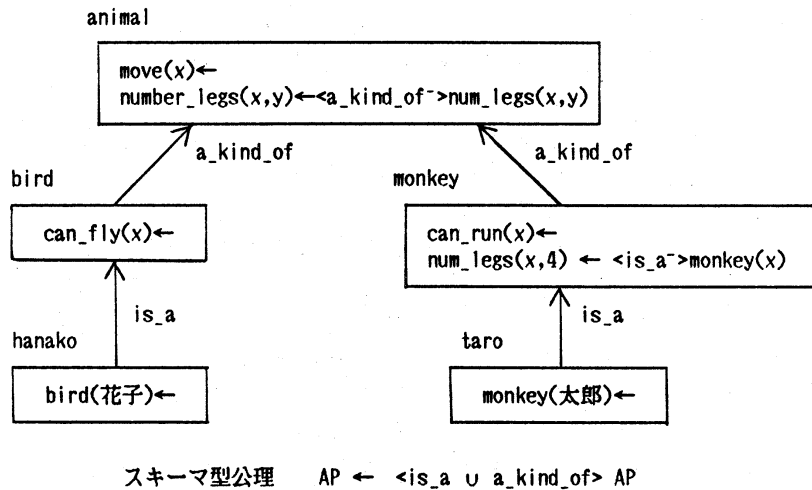 animal
move(x)←
number_legs(x,y)←<a_kind_of⁻>num_legs(x,y)
a_kind_of
a_kind_of
bird
monkey
can_fly(x)←
can_run(x)←
num_legs(x,4) ← <is_a⁻>monkey(x)
is_a
is_a
hanako
taro
bird(花子)←
monkey(太郎)←
スキーマ型公理 AP ← <is_a ∪ a_kind_of> AP